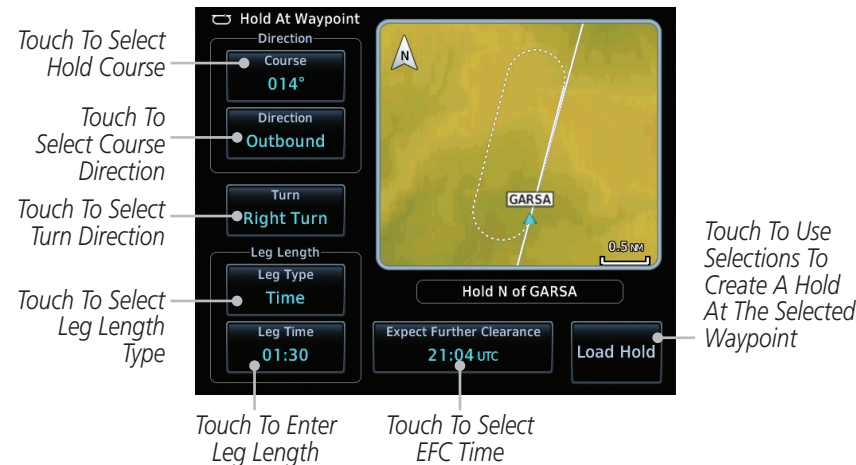 Hold At Waypoint
Touch To Select
Hold Course
Direction
Course
014°
Touch To
Select Course
Direction
Direction
Outbound
Touch To Select
Turn Direction
Turn
Right Turn
Touch To Select
Leg Length
Type
Leg Length
Leg Type
Time
Leg Time
01:30
Touch To Enter
Leg Length
N
GARSA
0.5 NM
Hold N of GARSA
Expect Further Clearance
21:04 UTC
Touch To Select
EFC Time
Load Hold
Touch To Use
Selections To
Create A Hold
At The Selected
Waypoint